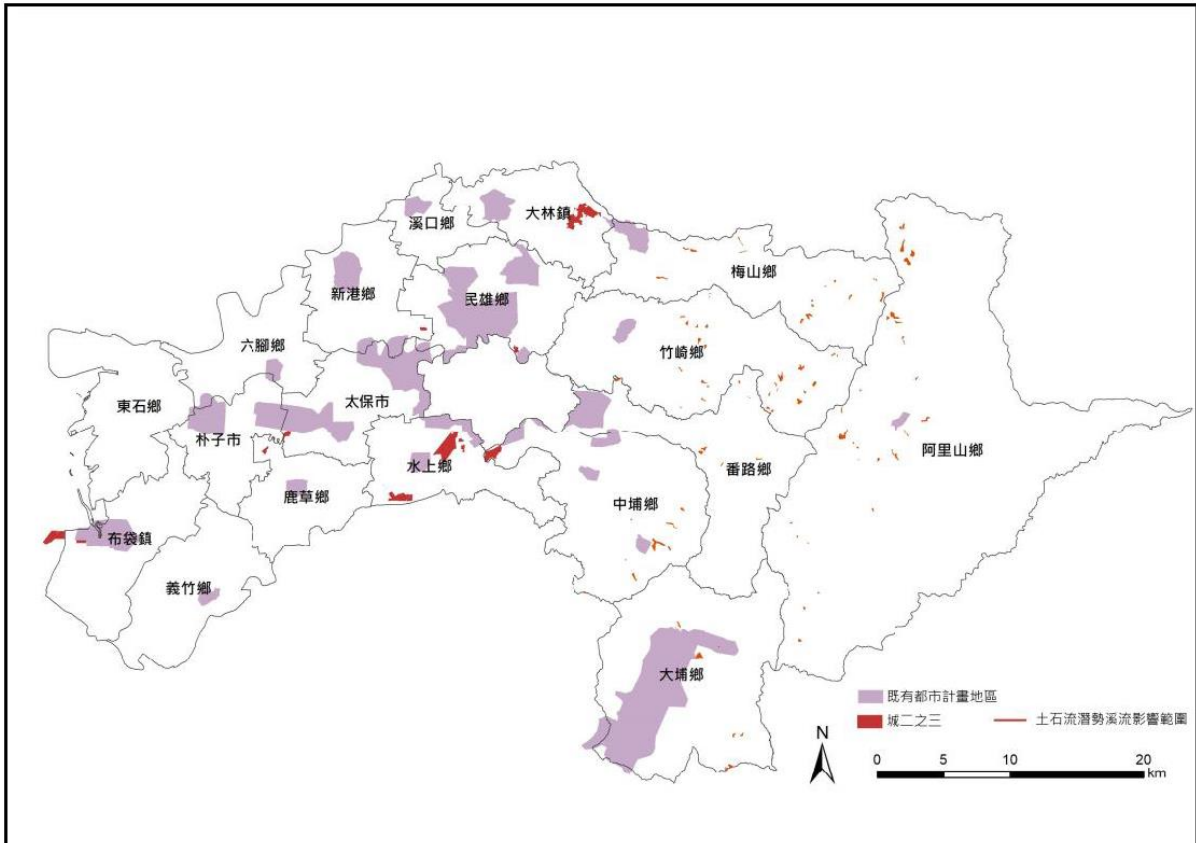 大林鎮
溪口鄉
梅山鄉
新港鄉
民雄鄉
六腳鄉
竹崎鄉
東石鄉
太保市
朴子市
阿里山鄉
水上鄉
番路鄉
鹿草鄉
中埔鄉
布袋鎮
義竹鄉
大埔鄉
既有都市計畫地區
城二之三
土石流潛勢溪流影響範圍
N
0 5 10 20
km